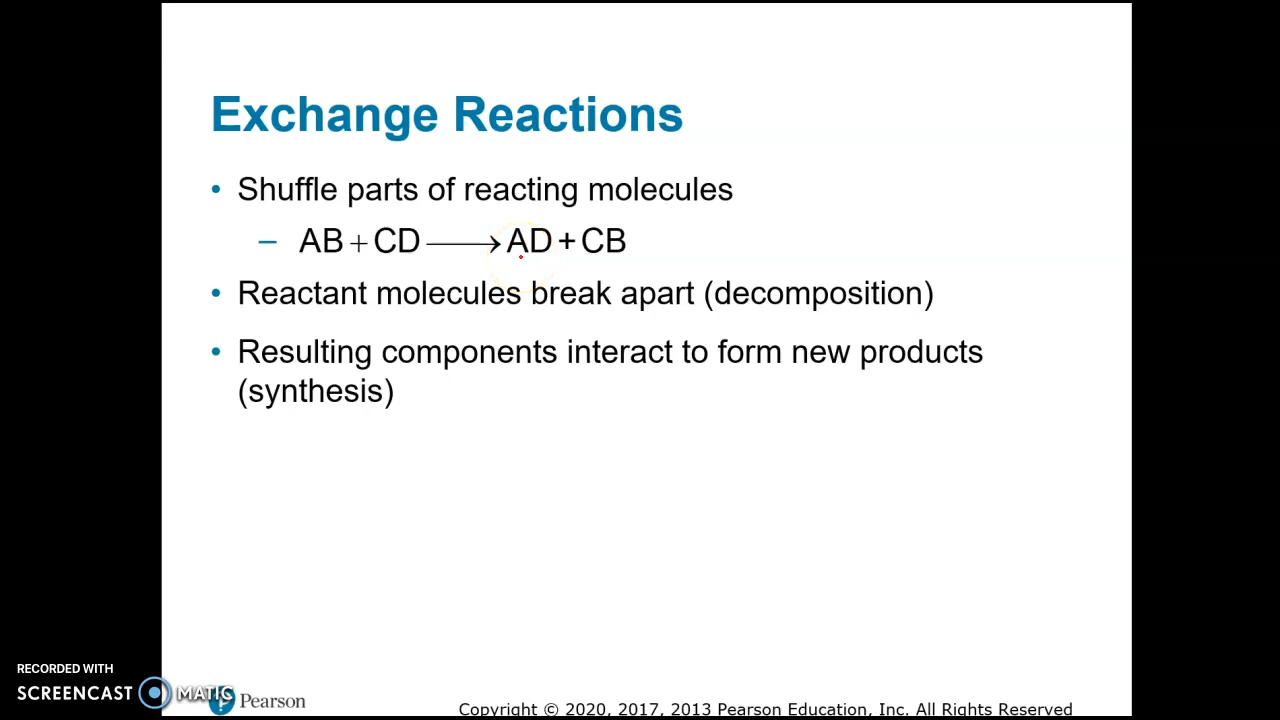 Exchange Reactions
• Shuffle parts of reacting molecules
– AB + CD ⟶ AD + CB
• Reactant molecules break apart (decomposition)
• Resulting components interact to form new products
(synthesis)
RECORDED WITH
SCREENCAST MATIC
Pearson
Copyright © 2020, 2017, 2013 Pearson Education, Inc. All Rights Reserved